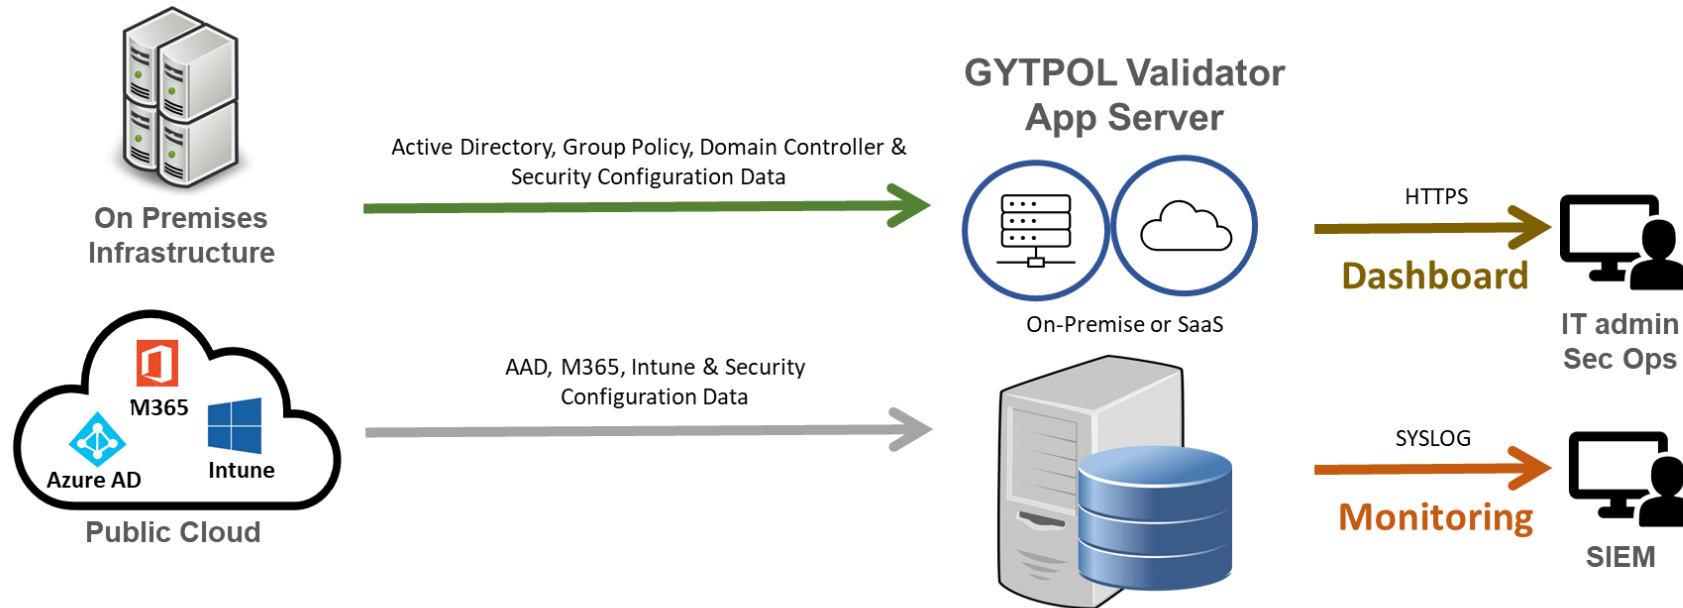 On Premises
Infrastructure
Active Directory, Group Policy, Domain Controller &
Security Configuration Data
GYTPOL Validator
App Server
On-Premise or SaaS
HTTPS
Dashboard
IT admin
Sec Ops
M365
Azure AD
Intune
Public Cloud
AAD, M365, Intune & Security
Configuration Data
SYSLOG
Monitoring
SIEM